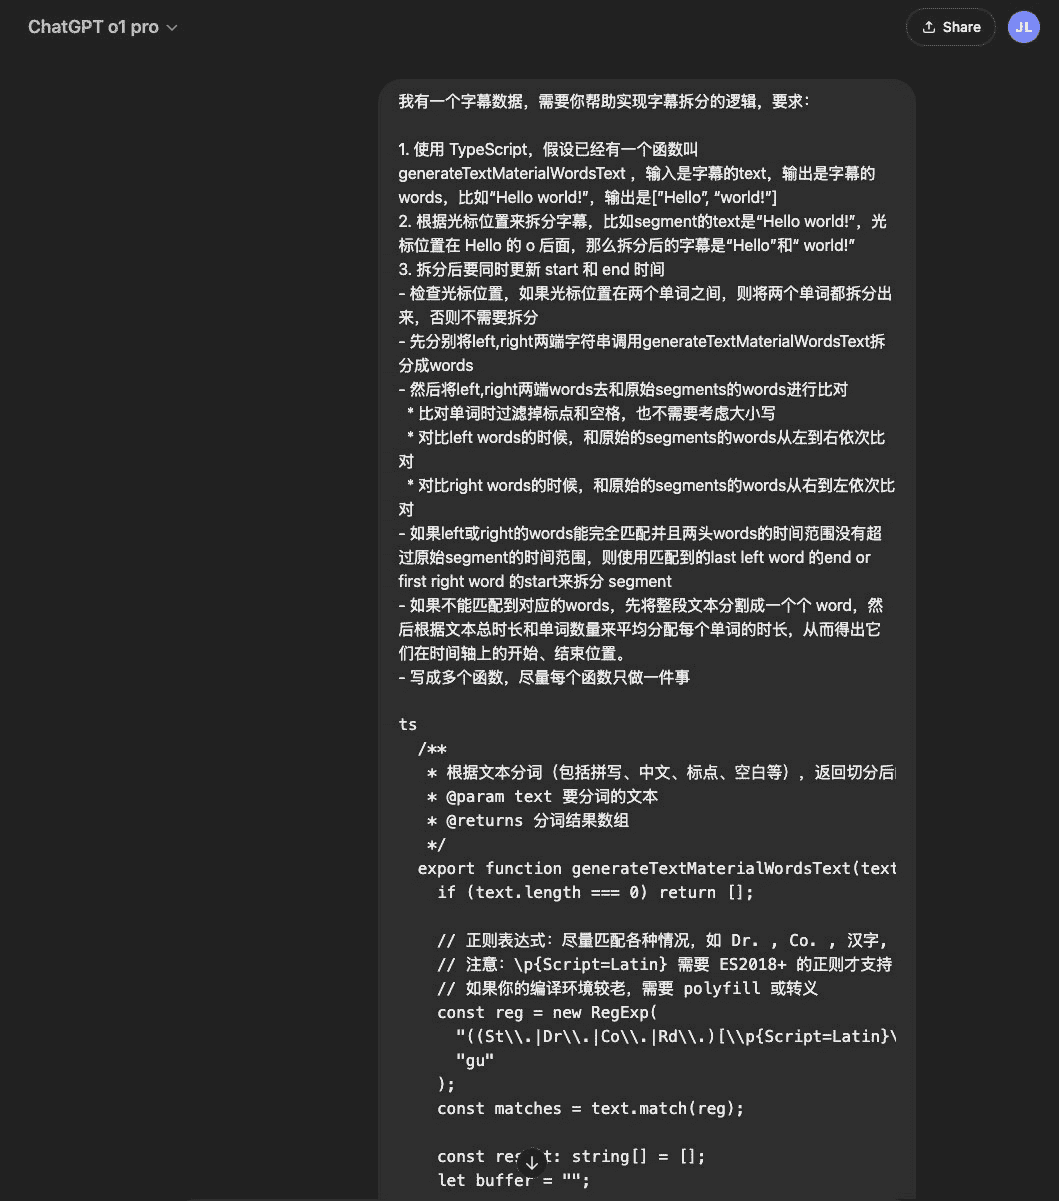 ChatGPT o1 pro
Share
JL
我有一个字幕数据，需要你帮助实现字幕拆分的逻辑，要求：
1. 使用 TypeScript，假设已经有一个函数叫
generateTextMaterialWordsText ，输入是字幕的text，输出是字幕的
words，比如“Hello world!”，输出是[”Hello”, “world!”]
2. 根据光标位置来拆分字幕，比如segment的text是“Hello world!”，光
标位置在 Hello 的 o 后面，那么拆分后的字幕是“Hello”和“ world!”
3. 拆分后要同时更新 start 和 end 时间
- 检查光标位置，如果光标位置在两个单词之间，则将两个单词都拆分出
来，否则不需要拆分
- 先分别将left,right两端字符串调用generateTextMaterialWordsText拆
分成words
- 然后将left,right两端words去和原始segments的words进行比对
* 比对单词时过滤掉标点和空格，也不需要考虑大小写
* 对比left words的时候，和原始的segments的words从左到右依次比
对
* 对比right words的时候，和原始的segments的words从右到左依次比
对
- 如果left或right的words能完全匹配并且两头words的时间范围没有超
过原始segment的时间范围，则使用匹配到的last left word 的end or
first right word 的start来拆分 segment
- 如果不能匹配到对应的words，先将整段文本分割成一个个 word，然
后根据文本总时长和单词数量来平均分配每个单词的时长，从而得出它
们在时间轴上的开始、结束位置。
- 写成多个函数，尽量每个函数只做一件事
ts
/**
* 根据文本分词（包括拼写、中文、标点、空白等），返回切分后
* @param text 要分词的文本
* @returns 分词结果数组
*/
export function generateTextMaterialWordsText(text
if (text.length === 0) return [];
// 正则表达式：尽量匹配各种情况，如 Dr. , Co. , 汉字,
// 注意：\p{Script=Latin} 需要 ES2018+ 的正则才支持
// 如果你的编译环境较老，需要 polyfill 或转义
const reg = new RegExp(
"((St\\.|Dr\\.|Co\\.|Rd\\.)[\\p{Script=Latin}\
"gu"
);
const matches = text.match(reg);
const res t: string[] = [];
let buffer = "";